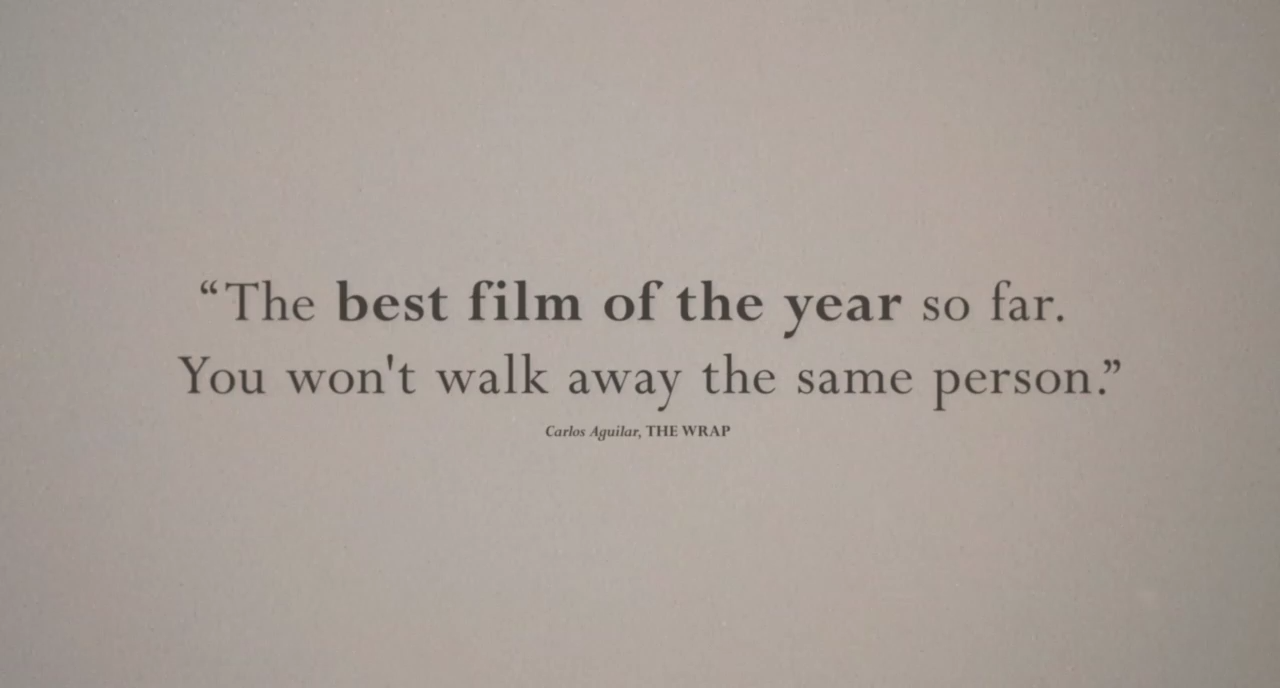 “The best film of the year so far.
You won't walk away the same person.”
Carlos Aguilar, THE WRAP